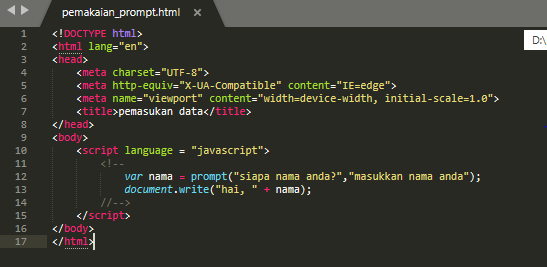 pemakaian_prompt.html
D:\
1 <!DOCTYPE html>
2 <html lang="en">
3 <head>
4 <meta charset="UTF-8">
5 <meta http-equiv="X-UA-Compatible" content="IE=edge">
6 <meta name="viewport" content="width=device-width, initial-scale=1.0">
7 <title>pemasukan data</title>
8 </head>
9 <body>
10 <script language = "javascript">
11 <!--
12 var nama = prompt("siapa nama anda?","masukkan nama anda");
13 document.write("hai, " + nama);
14 //-->
15 </script>
16 </body>
17 </html>